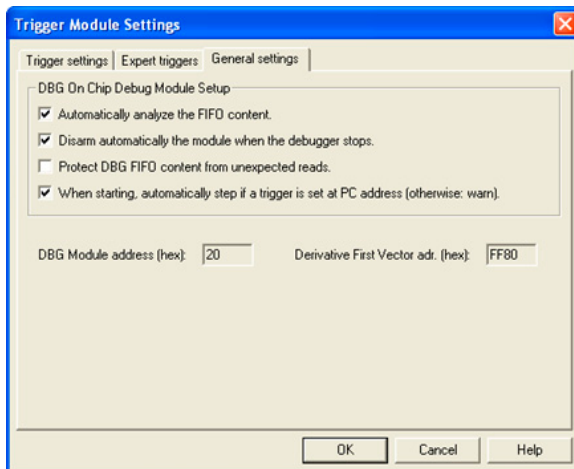 Trigger Module Settings
Trigger settings Expert triggers General settings
DBG On Chip Debug Module Setup
Automatically analyze the FIFO content.
Disarm automatically the module when the debugger stops.
Protect DBG FIFO content from unexpected reads.
When starting, automatically step if a trigger is set at PC address (otherwise: warn).
DBG Module address (hex): 20 Derivative First Vector adr. (hex): FF80
OK Cancel Help